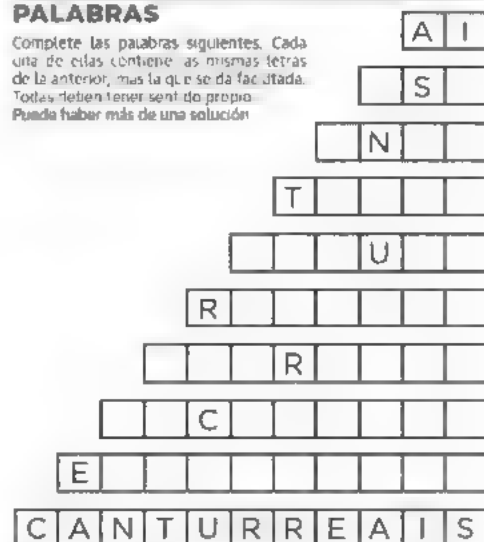 PALABRAS
Complete las palabras siguientes. Cada
una de ellas contiene las mismas letras
de la anterior, más la que se da facilitada.
Todas deben tener sentido propio
Puede haber más de una solución
A I
S
N
T
U
R
R
C
E
C A N T U R R E A I S